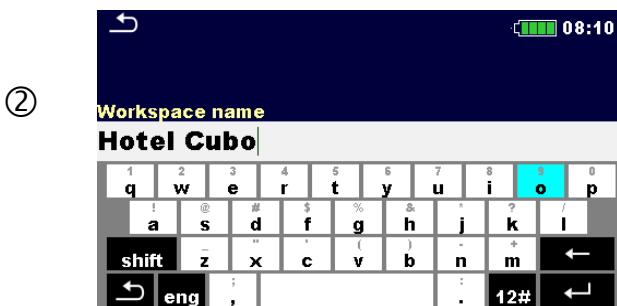 08:10
②
Workspace name
Hotel Cubo
1 2 3 4 5 6 7 8 9 0
q w e r t y u i o p
! @ # $ % & * ? /
a s d f g h j k l
shift _ " ' ( ) - +
z x c v b n m ←
eng ; : 12#
, .